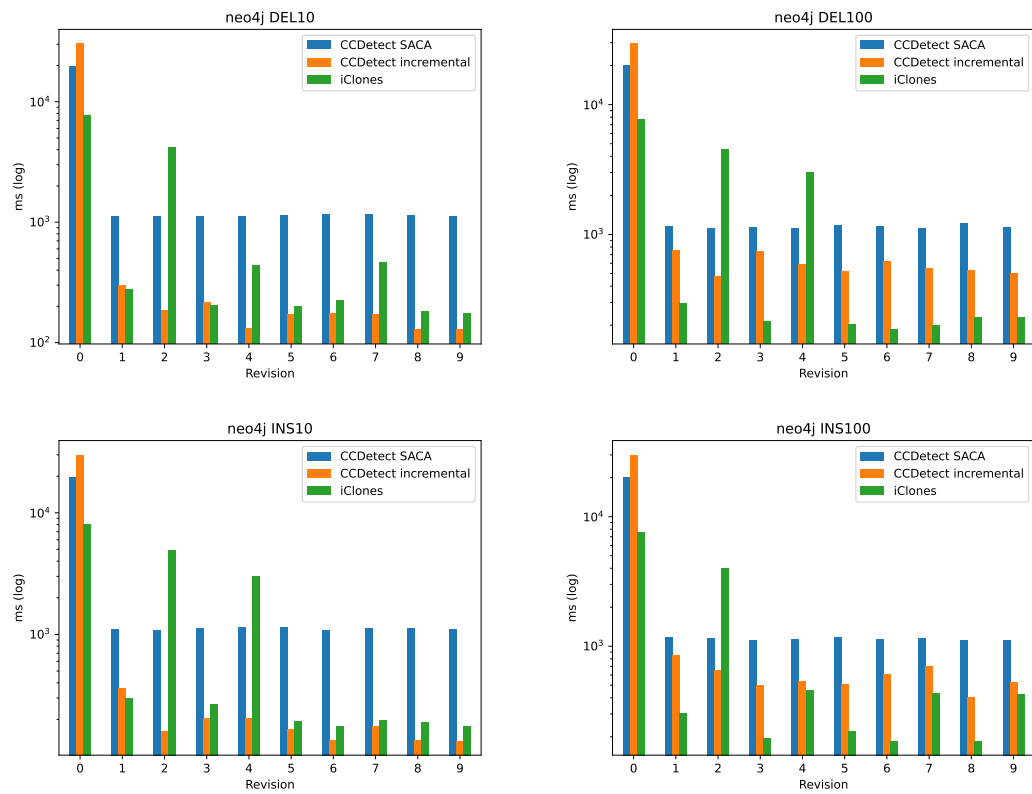 neo4j DEL10
CCDetect SACA
CCDetect incremental
iClones
ms (log)
10^4
10^3
10^2
0 1 2 3 4 5 6 7 8 9
Revision
neo4j DEL100
CCDetect SACA
CCDetect incremental
iClones
ms (log)
10^4
10^3
0 1 2 3 4 5 6 7 8 9
Revision
neo4j INS10
CCDetect SACA
CCDetect incremental
iClones
ms (log)
10^4
10^3
0 1 2 3 4 5 6 7 8 9
Revision
neo4j INS100
CCDetect SACA
CCDetect incremental
iClones
ms (log)
10^4
10^3
0 1 2 3 4 5 6 7 8 9
Revision